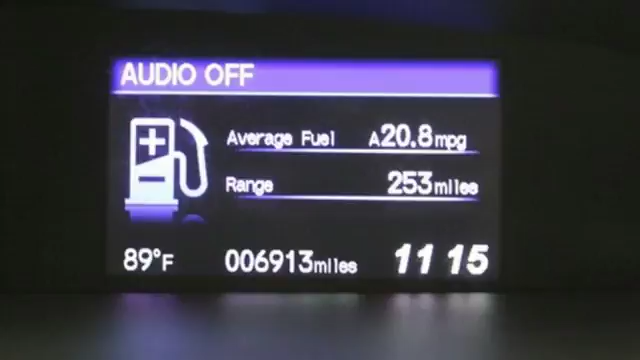 AUDIO OFF
Average Fuel A20.8mpg
Range 253miles
89°F 006913miles 11 15